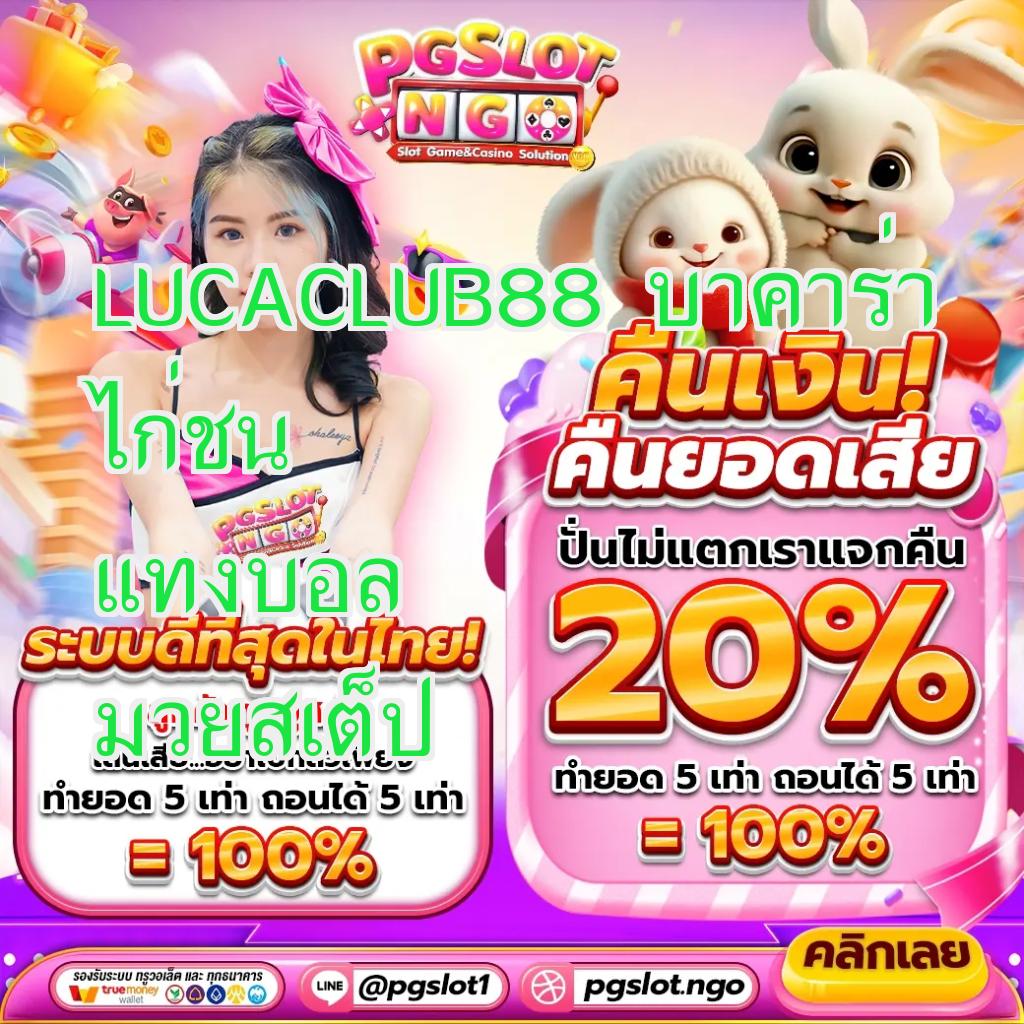 PGSLOT
NGO
Slot Game&Casino Solution
LUCACLUB88 บาคาร่า
ไก่ชน
แทงบอล
มวยสเต็ป
คืนเงิน!
คืนยอดเสีย
ปั่นไม่แตกเราแจกคืน
20%
ทำยอด 5 เท่า ถอนได้ 5 เท่า
= 100%
PGSLOT
NGO
ระบบดีที่สุดในไทย!
ทำยอด 5 เท่า ถอนได้ 5 เท่า
= 100%
คลิกเลย
รองรับระบบ ทรูวอเล็ต และ ทุกธนาคาร
truemoney
wallet
LINE @pgslot1
pgslot.ngo